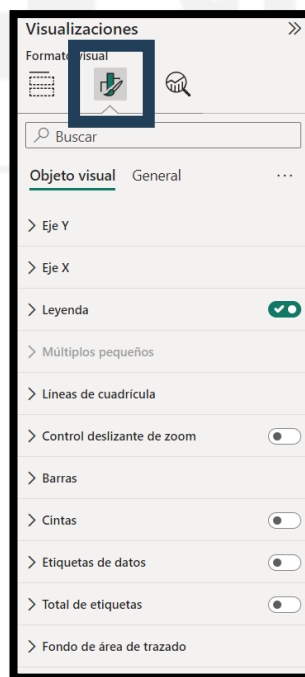 Visualizaciones
Formato visual
Buscar
Objeto visual General
Eje Y
Eje X
Leyenda
Múltiplos pequeños
Líneas de cuadrícula
Control deslizante de zoom
Barras
Cintas
Etiquetas de datos
Total de etiquetas
Fondo de área de trazado